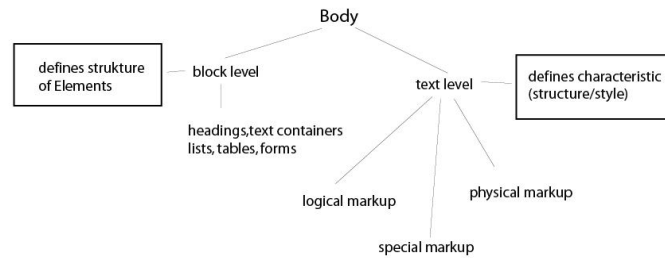 Body
defines strukture
of Elements
block level
text level
defines characteristic
(structure/style)
headings,text containers
lists, tables, forms
logical markup
physical markup
special markup